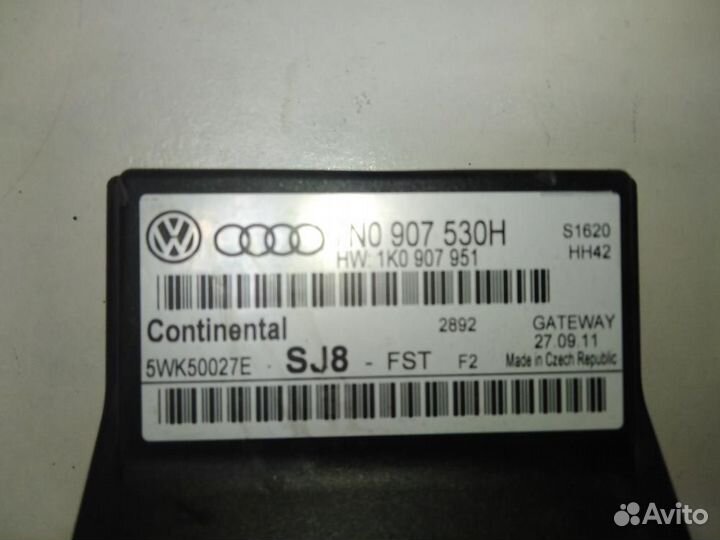 N0 907 530H
S1620
HW: 1K0 907 951
HH42
Continental
2892
GATEWAY
27.09.11
5WK50027E · SJ8 - FST F2
Made in Czech Republic
Avito